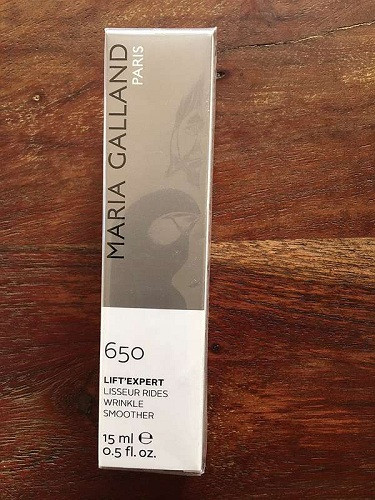 MARIA GALLAND
PARIS
650
LIFT'EXPERT
LISSEUR RIDES
WRINKLE
SMOOTHER
15 ml ℮
0.5 fl. oz.